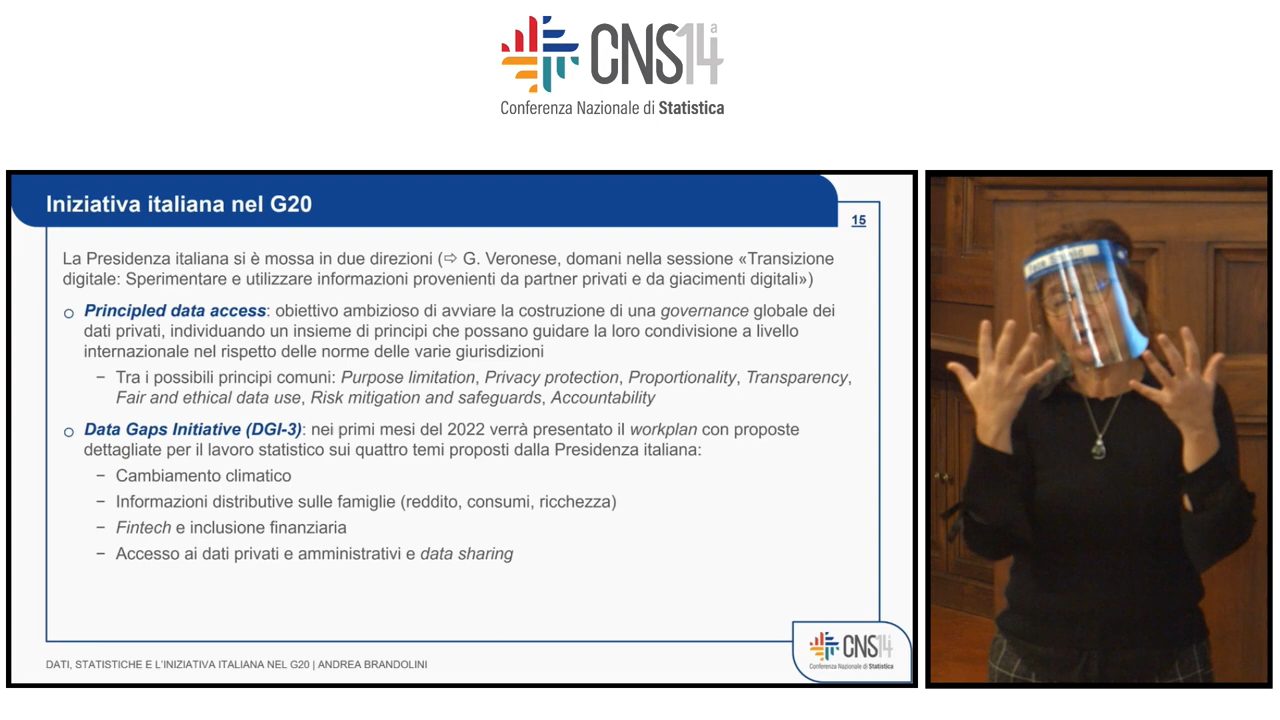 CNS14ª
Conferenza Nazionale di Statistica
Iniziativa italiana nel G20
15
La Presidenza italiana si è mossa in due direzioni (⇨ G. Veronese, domani nella sessione «Transizione
digitale: Sperimentare e utilizzare informazioni provenienti da partner privati e da giacimenti digitali»)
Principled data access: obiettivo ambizioso di avviare la costruzione di una governance globale dei
dati privati, individuando un insieme di principi che possano guidare la loro condivisione a livello
internazionale nel rispetto delle norme delle varie giurisdizioni
− Tra i possibili principi comuni: Purpose limitation, Privacy protection, Proportionality, Transparency,
Fair and ethical data use, Risk mitigation and safeguards, Accountability
Data Gaps Initiative (DGI-3): nei primi mesi del 2022 verrà presentato il workplan con proposte
dettagliate per il lavoro statistico sui quattro temi proposti dalla Presidenza italiana:
− Cambiamento climatico
− Informazioni distributive sulle famiglie (reddito, consumi, ricchezza)
− Fintech e inclusione finanziaria
− Accesso ai dati privati e amministrativi e data sharing
CNS14ª
Conferenza Nazionale di Statistica
DATI, STATISTICHE E L'INIZIATIVA ITALIANA NEL G20 | ANDREA BRANDOLINI